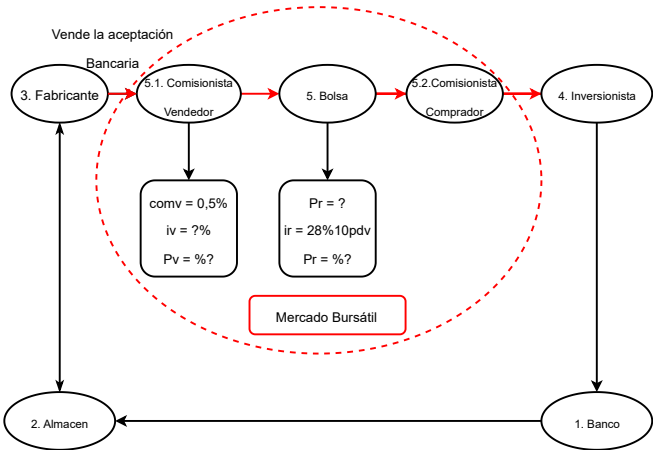 Vende la aceptación
Bancaria
3. Fabricante
5.1. Comisionista
Vendedor
5. Bolsa
5.2.Comisionista
Comprador
4. Inversionista
comv = 0,5%
iv = ?%
Pv = %?
Pr = ?
ir = 28%10pdv
Pr = %?
Mercado Bursátil
2. Almacen
1. Banco